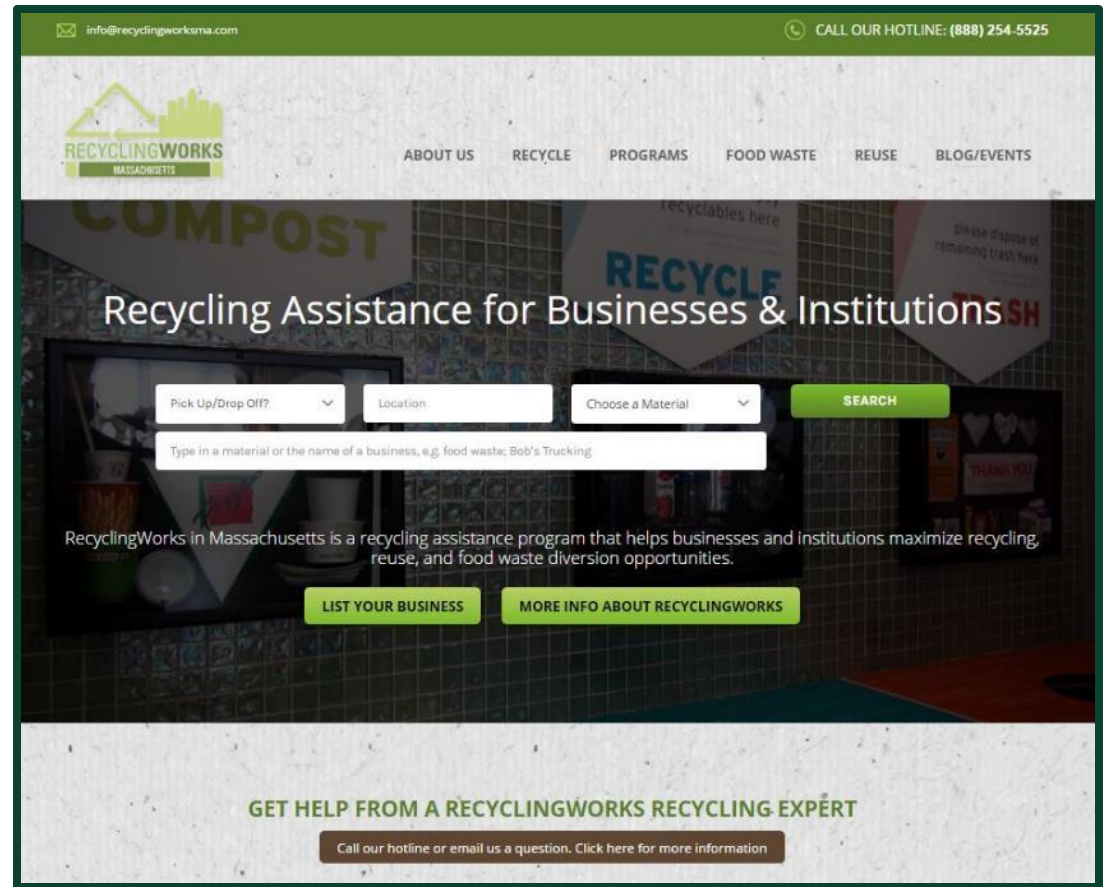 info@recyclingworksma.com
CALL OUR HOTLINE: (888) 254-5525
RECYCLINGWORKS
MASSACHUSETTS
ABOUT US RECYCLE PROGRAMS FOOD WASTE REUSE BLOG/EVENTS
COMPOST
recyclables here
RECYCLE
please dispose of
remaining trash here
TRASH
Recycling Assistance for Businesses & Institutions
Pick Up/Drop Off? Location Choose a Material SEARCH
Type in a material or the name of a business, e.g. food waste; Bob's Trucking
THANK YOU
RecyclingWorks in Massachusetts is a recycling assistance program that helps businesses and institutions maximize recycling,
reuse, and food waste diversion opportunities.
LIST YOUR BUSINESS MORE INFO ABOUT RECYCLINGWORKS
GET HELP FROM A RECYCLINGWORKS RECYCLING EXPERT
Call our hotline or email us a question. Click here for more information